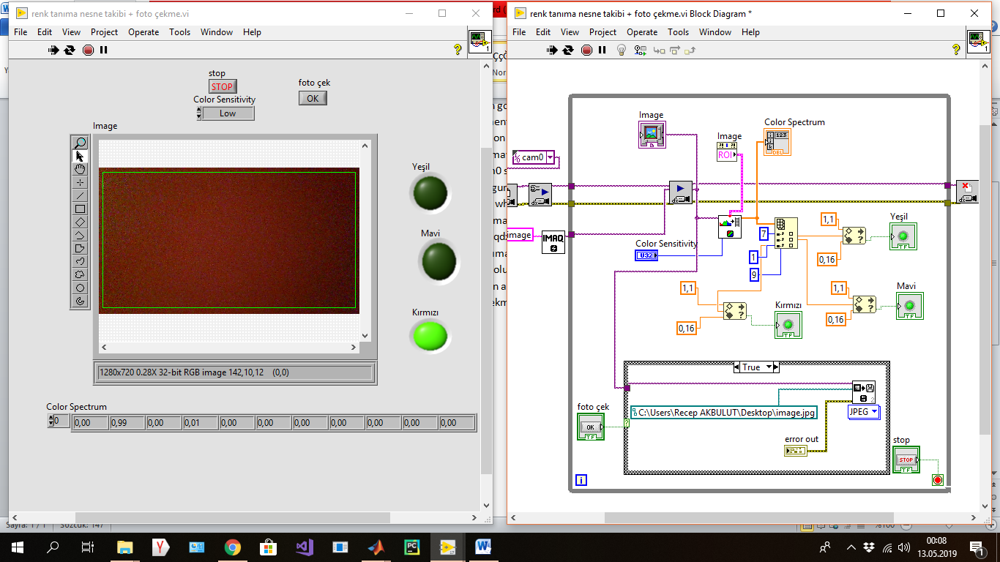 renk tanıma nesne takibi + foto çekme.vi
File Edit View Project Operate Tools Window Help
stop
STOP
foto çek
OK
Color Sensitivity
Low
Image
Yeşil
Mavi
Kırmızı
1280x720 0.28X 32-bit RGB image 142,10,12 (0,0)
Color Spectrum
0 0,00 0,99 0,00 0,01 0,00 0,00 0,00 0,00 0,00 0,00 0,00
renk tanıma nesne takibi + foto çekme.vi Block Diagram *
File Edit View Project Operate Tools Window Help
Image
Image
ROI
Color Spectrum
123
DBL
cam0
image
IMAQ
Color Sensitivity
U32
7
1
9
1,1
0,16
Yeşil
TF
1,1
0,16
Mavi
TF
1,1
0,16
Kırmızı
TF
True
foto çek
OK
TF
C:\Users\Recep AKBULUT\Desktop\image.jpg
JPEG
error out
stop
STOP
TF
i
Sayfa: 1 / 1 Sözcük: 147
%100
00:08
13.05.2019